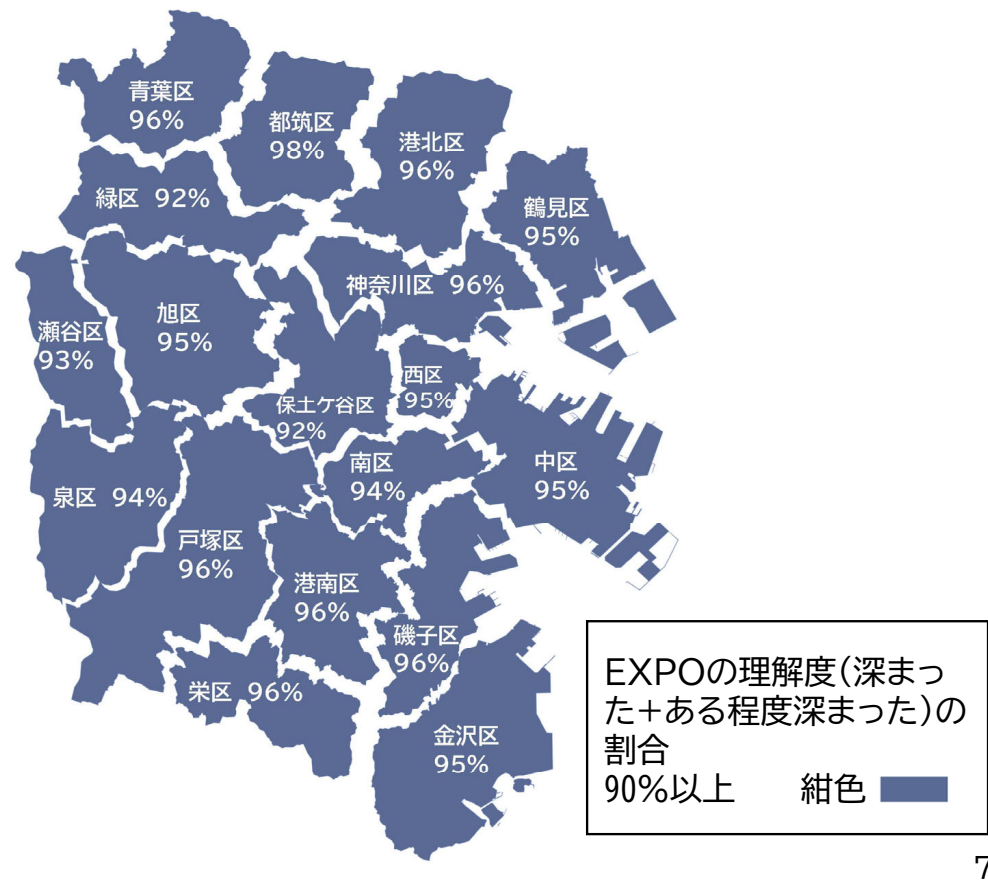 青葉区
96%
都筑区
98%
港北区
96%
緑区 92%
鶴見区
95%
神奈川区 96%
旭区
95%
瀬谷区
93%
西区
95%
保土ケ谷区
92%
南区
94%
中区
95%
泉区 94%
戸塚区
96%
港南区
96%
磯子区
96%
栄区 96%
金沢区
95%
EXPOの理解度(深まっ
た+ある程度深まった)の
割合
90%以上 紺色
7